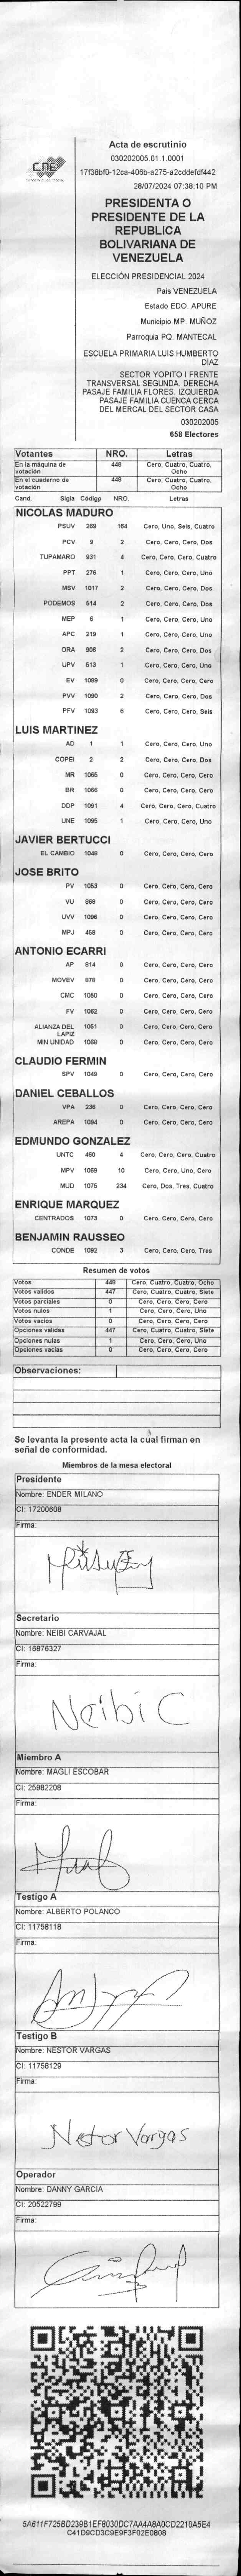 CNE
Acta de escrutinio
030202005.01.1.0001
17f38bf0-12ca-406b-a275-a2cddefdf442
28/07/2024 07:38:10 PM
PRESIDENTA O
PRESIDENTE DE LA
REPUBLICA
BOLIVARIANA DE
VENEZUELA
ELECCIÓN PRESIDENCIAL 2024
Pais VENEZUELA
Estado EDO. APURE
Municipio MP. MUÑOZ
Parroquia PQ. MANTECAL
ESCUELA PRIMARIA LUIS HUMBERTO
DÍAZ
SECTOR YOPITO I FRENTE
TRANSVERSAL SEGUNDA. DERECHA
PASAJE FAMILIA FLORES. IZQUIERDA
PASAJE FAMILIA CUENCA CERCA
DEL MERCAL DEL SECTOR CASA
030202005
658 Electores
Votantes NRO. Letras
En la máquina de votación 448 Cero, Cuatro, Cuatro, Ocho
En el cuaderno de votación 448 Cero, Cuatro, Cuatro, Ocho
Cand. Sigla Código NRO. Letras
NICOLAS MADURO
PSUV 269 164 Cero, Uno, Seis, Cuatro
PCV 9 2 Cero, Cero, Cero, Dos
TUPAMARO 931 4 Cero, Cero, Cero, Cuatro
PPT 276 1 Cero, Cero, Cero, Uno
MSV 1017 2 Cero, Cero, Cero, Dos
PODEMOS 514 2 Cero, Cero, Cero, Dos
MEP 5 1 Cero, Cero, Cero, Uno
APC 219 1 Cero, Cero, Cero, Uno
ORA 906 2 Cero, Cero, Cero, Dos
UPV 513 1 Cero, Cero, Cero, Uno
EV 1089 0 Cero, Cero, Cero, Cero
PVV 1090 2 Cero, Cero, Cero, Dos
PFV 1093 6 Cero, Cero, Cero, Seis
LUIS MARTINEZ
AD 1 1 Cero, Cero, Cero, Uno
COPEI 2 2 Cero, Cero, Cero, Dos
MR 1065 0 Cero, Cero, Cero, Cero
BR 1066 0 Cero, Cero, Cero, Cero
DDP 1091 4 Cero, Cero, Cero, Cuatro
UNE 1095 1 Cero, Cero, Cero, Uno
JAVIER BERTUCCI
EL CAMBIO 1048 0 Cero, Cero, Cero, Cero
JOSE BRITO
PV 1053 0 Cero, Cero, Cero, Cero
VU 968 0 Cero, Cero, Cero, Cero
UVV 1096 0 Cero, Cero, Cero, Cero
MPJ 458 0 Cero, Cero, Cero, Cero
ANTONIO ECARRI
AP 814 0 Cero, Cero, Cero, Cero
MOVEV 878 0 Cero, Cero, Cero, Cero
CMC 1050 0 Cero, Cero, Cero, Cero
FV 1062 0 Cero, Cero, Cero, Cero
ALIANZA DEL LAPIZ 1051 0 Cero, Cero, Cero, Cero
MIN UNIDAD 1068 0 Cero, Cero, Cero, Cero
CLAUDIO FERMIN
SPV 1049 0 Cero, Cero, Cero, Cero
DANIEL CEBALLOS
VPA 236 0 Cero, Cero, Cero, Cero
AREPA 1094 0 Cero, Cero, Cero, Cero
EDMUNDO GONZALEZ
UNTC 460 4 Cero, Cero, Cero, Cuatro
MPV 1069 10 Cero, Cero, Uno, Cero
MUD 1075 234 Cero, Dos, Tres, Cuatro
ENRIQUE MARQUEZ
CENTRADOS 1073 0 Cero, Cero, Cero, Cero
BENJAMIN RAUSSEO
CONDE 1092 3 Cero, Cero, Cero, Tres
Resumen de votos
Votos 448 Cero, Cuatro, Cuatro, Ocho
Votos validos 447 Cero, Cuatro, Cuatro, Siete
Votos parciales 0 Cero, Cero, Cero, Cero
Votos nulos 1 Cero, Cero, Cero, Uno
Votos vacios 0 Cero, Cero, Cero, Cero
Opciones validas 447 Cero, Cuatro, Cuatro, Siete
Opciones nulas 1 Cero, Cero, Cero, Uno
Opciones vacias 0 Cero, Cero, Cero, Cero
Observaciones:
Se levanta la presente acta la cual firman en
señal de conformidad.
Miembros de la mesa electoral
Presidente
Nombre: ENDER MILANO
CI: 17200608
Firma:
Secretario
Nombre: NEIBI CARVAJAL
CI: 16876327
Firma:
Neibi C
Miembro A
Nombre: MAGLI ESCOBAR
CI: 25982208
Firma:
Testigo A
Nombre: ALBERTO POLANCO
CI: 11758118
Firma:
Testigo B
Nombre: NESTOR VARGAS
CI: 11758129
Firma:
Nestor Vargas
Operador
Nombre: DANNY GARCIA
CI: 20522799
Firma:
5A611F725BD239B1EF8030DC7AA4A8A0CD2210A5E4
C41D9CD3C9E9F3F02E0808